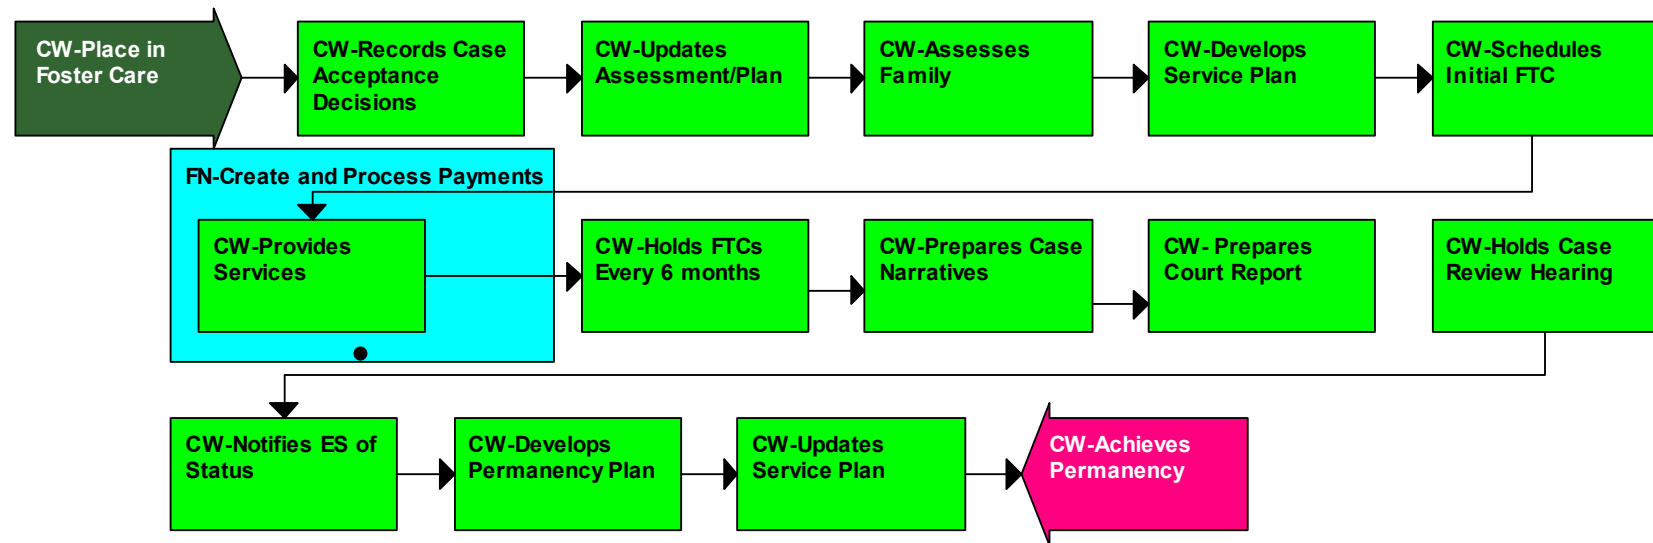 CW-Place in
Foster Care
CW-Records Case
Acceptance
Decisions
CW-Updates
Assessment/Plan
CW-Assesses
Family
CW-Develops
Service Plan
CW-Schedules
Initial FTC
FN-Create and Process Payments
CW-Provides
Services
CW-Holds FTCs
Every 6 months
CW-Prepares Case
Narratives
CW- Prepares
Court Report
CW-Holds Case
Review Hearing
CW-Notifies ES of
Status
CW-Develops
Permanency Plan
CW-Updates
Service Plan
CW-Achieves
Permanency